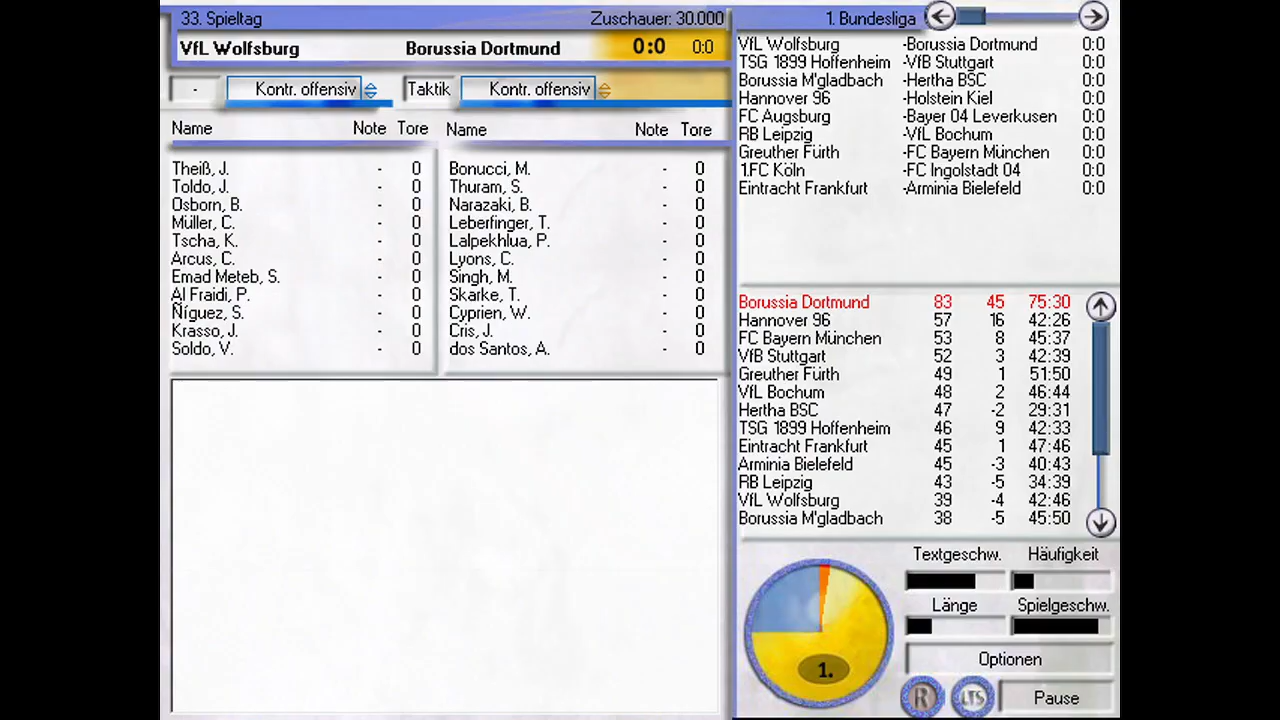 33. Spieltag Zuschauer: 30.000
VfL Wolfsburg Borussia Dortmund 0:0 0:0
- Kontr. offensiv Taktik Kontr. offensiv
Name Note Tore Name Note Tore
Theiß, J. - 0 Bonucci, M. - 0
Toldo, J. - 0 Thuram, S. - 0
Osborn, B. - 0 Narazaki, B. - 0
Müller, C. - 0 Leberfinger, T. - 0
Tscha, K. - 0 Lalpekhlua, P. - 0
Arcus, C. - 0 Lyons, C. - 0
Emad Meteb, S. - 0 Singh, M. - 0
Al Fraidi, P. - 0 Skarke, T. - 0
Ñíguez, S. - 0 Cyprien, W. - 0
Krasso, J. - 0 Cris, J. - 0
Soldo, V. - 0 dos Santos, A. - 0
1. Bundesliga
VfL Wolfsburg -Borussia Dortmund 0:0
TSG 1899 Hoffenheim -VfB Stuttgart 0:0
Borussia M'gladbach -Hertha BSC 0:0
Hannover 96 -Holstein Kiel 0:0
FC Augsburg -Bayer 04 Leverkusen 0:0
RB Leipzig -VfL Bochum 0:0
Greuther Fürth -FC Bayern München 0:0
1.FC Köln -FC Ingolstadt 04 0:0
Eintracht Frankfurt -Arminia Bielefeld 0:0
Borussia Dortmund 83 45 75:30
Hannover 96 57 16 42:26
FC Bayern München 53 8 45:37
VfB Stuttgart 52 3 42:39
Greuther Fürth 49 1 51:50
VfL Bochum 48 2 46:44
Hertha BSC 47 -2 29:31
TSG 1899 Hoffenheim 46 9 42:33
Eintracht Frankfurt 45 1 47:46
Arminia Bielefeld 45 -3 40:43
RB Leipzig 43 -5 34:39
VfL Wolfsburg 39 -4 42:46
Borussia M'gladbach 38 -5 45:50
Textgeschw. Häufigkeit
Länge Spielgeschw.
1.
Optionen
R LTS Pause